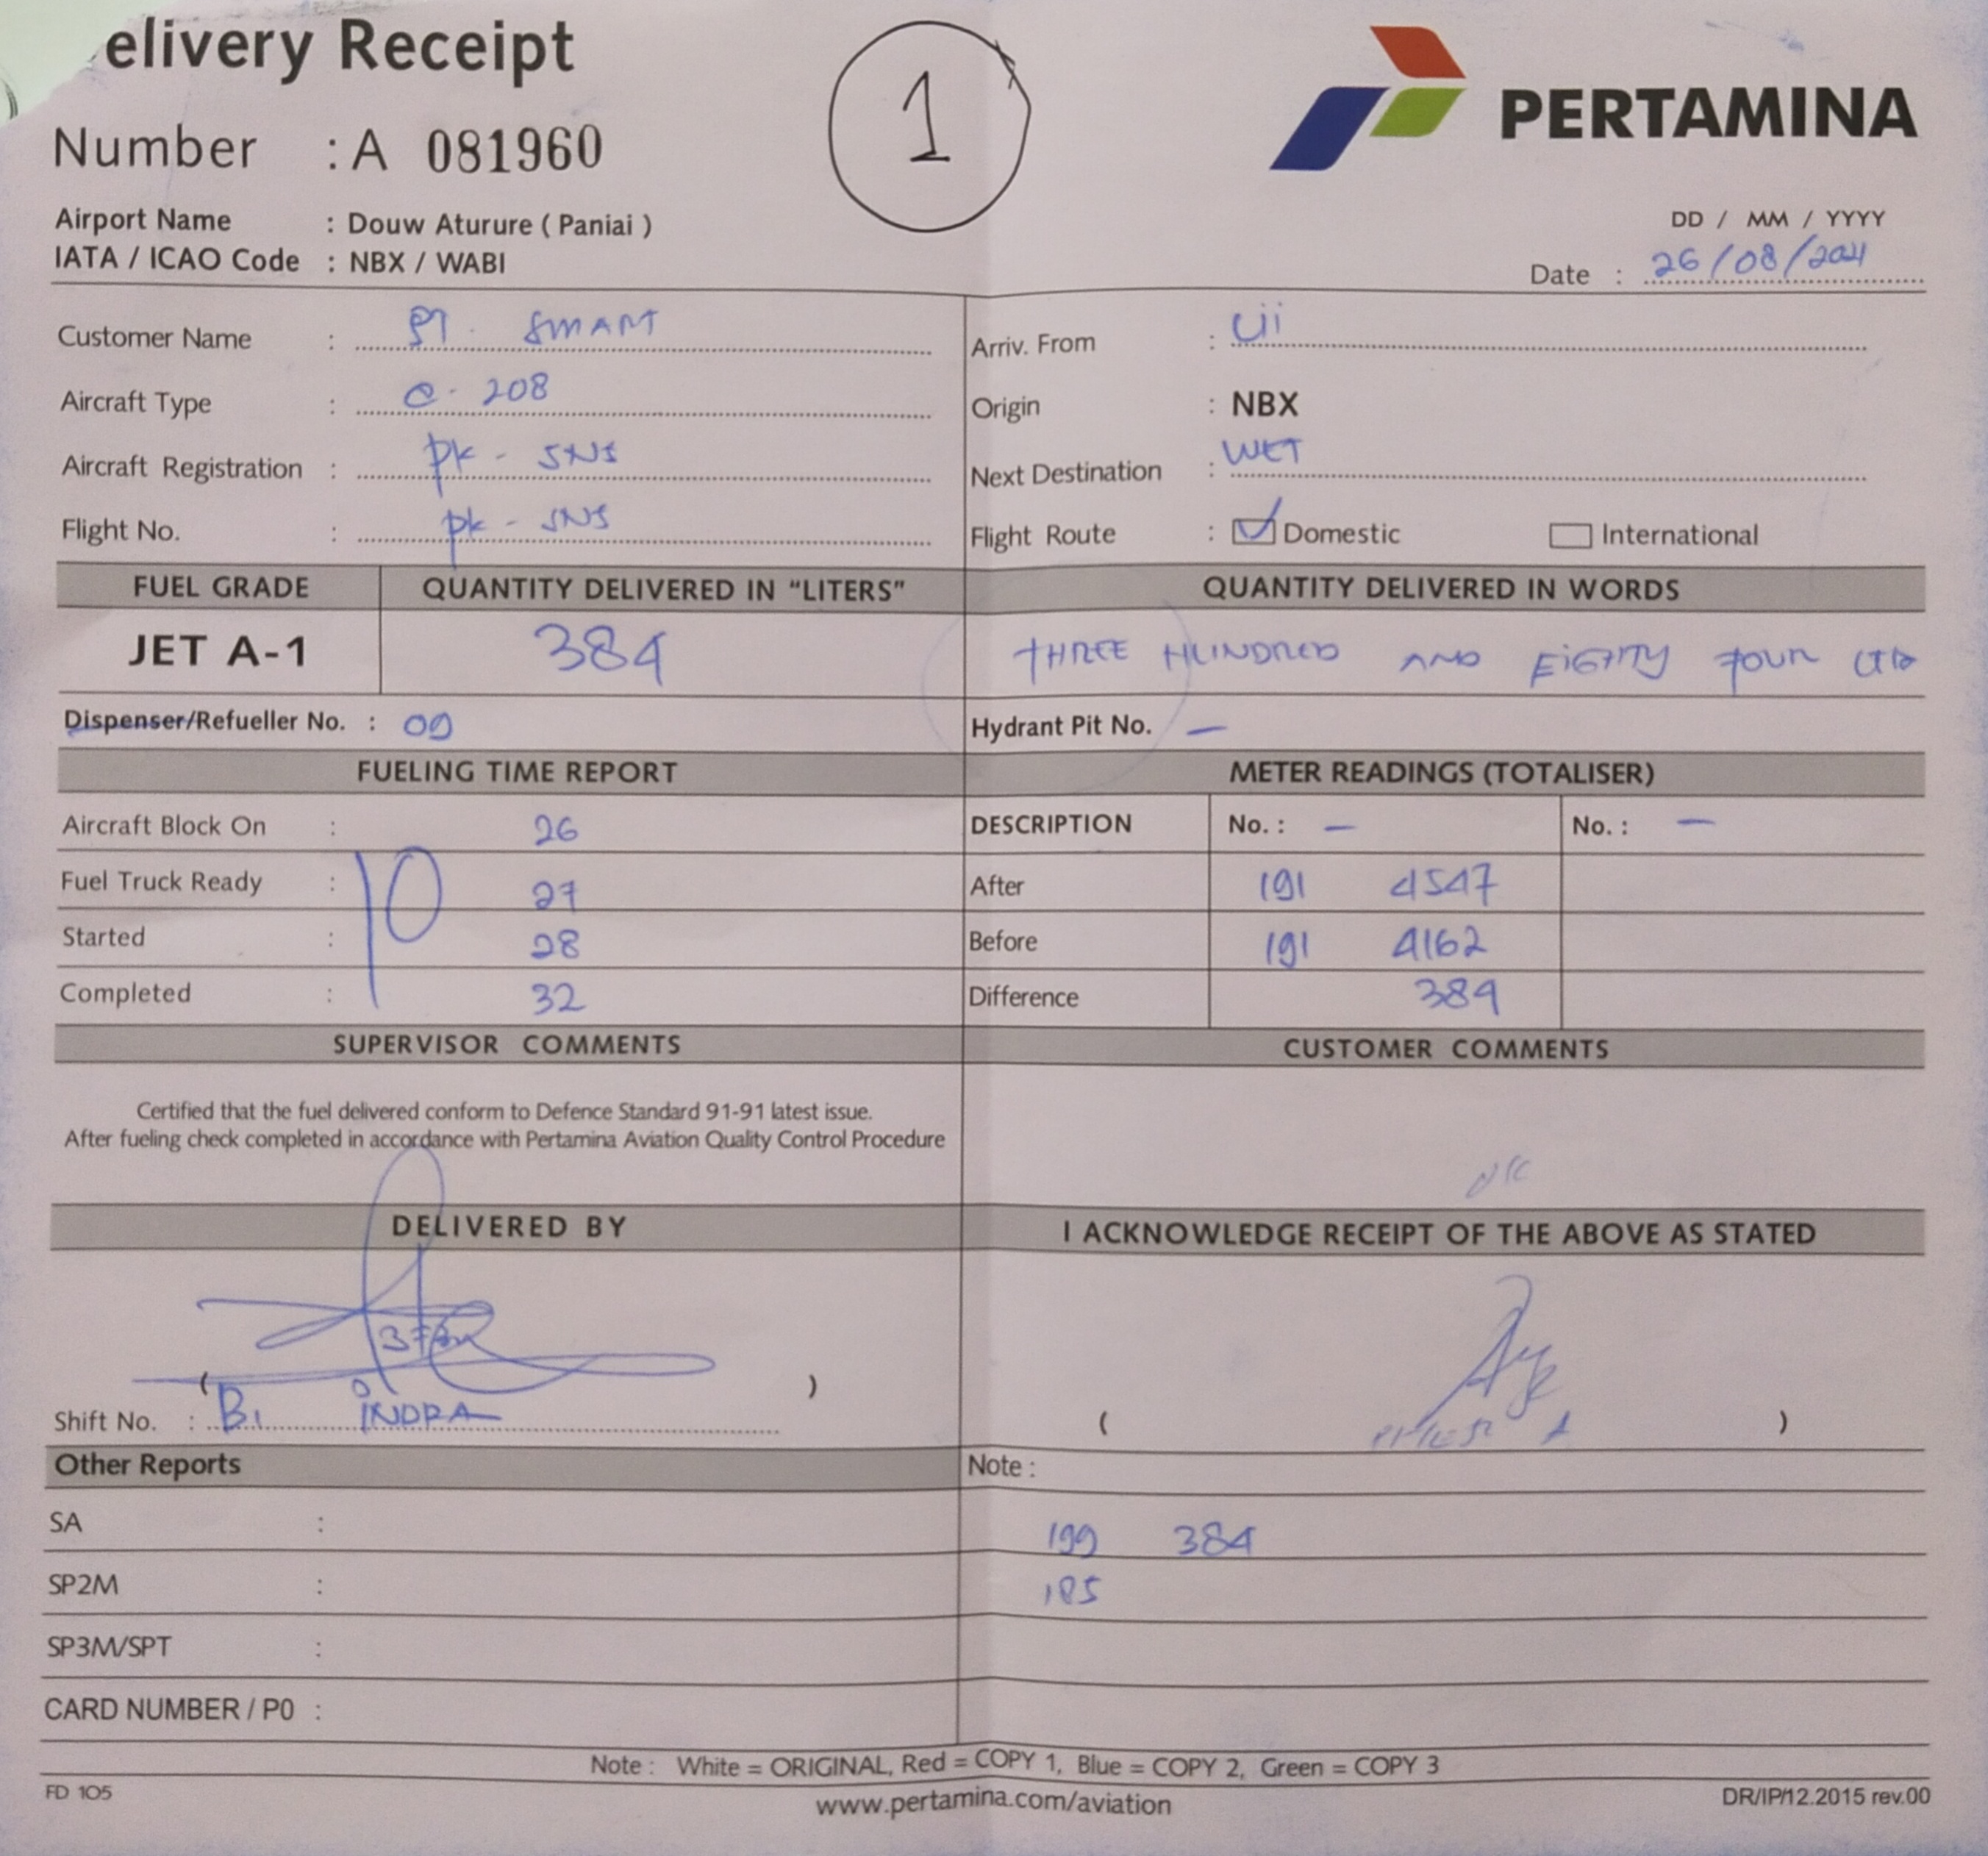 elivery Receipt
1
PERTAMINA
Number : A 081960
Airport Name : Douw Aturure ( Paniai )
IATA / ICAO Code : NBX / WABI
DD / MM / YYYY
Date : 26/08/2021
Customer Name : PT. SMART
Arriv. From : Uii
Aircraft Type : C. 208
Origin : NBX
Aircraft Registration : PK - SNS
Next Destination : WET
Flight No. : PK - SNS
Flight Route : Domestic International
FUEL GRADE QUANTITY DELIVERED IN “LITERS” QUANTITY DELIVERED IN WORDS
JET A-1 384 THREE HUNDRED AND EIGHTY FOUR LTR
Dispenser/Refueller No. : 09 Hydrant Pit No. –
FUELING TIME REPORT METER READINGS (TOTALISER)
Aircraft Block On : 26 DESCRIPTION No. : – No. : –
Fuel Truck Ready : 10 27 After 191 4547
Started : 28 Before 191 4162
Completed : 32 Difference 384
SUPERVISOR COMMENTS CUSTOMER COMMENTS
Certified that the fuel delivered conform to Defence Standard 91-91 latest issue.
After fueling check completed in accordance with Pertamina Aviation Quality Control Procedure
DELIVERED BY I ACKNOWLEDGE RECEIPT OF THE ABOVE AS STATED
( )
Shift No. : B1 INDRA ( )
Other Reports Note :
SA : 199 384
SP2M : 185
SP3M/SPT :
CARD NUMBER / P0 :
Note : White = ORIGINAL, Red = COPY 1, Blue = COPY 2, Green = COPY 3
FD 105 www.pertamina.com/aviation DR/IP/12.2015 rev.00